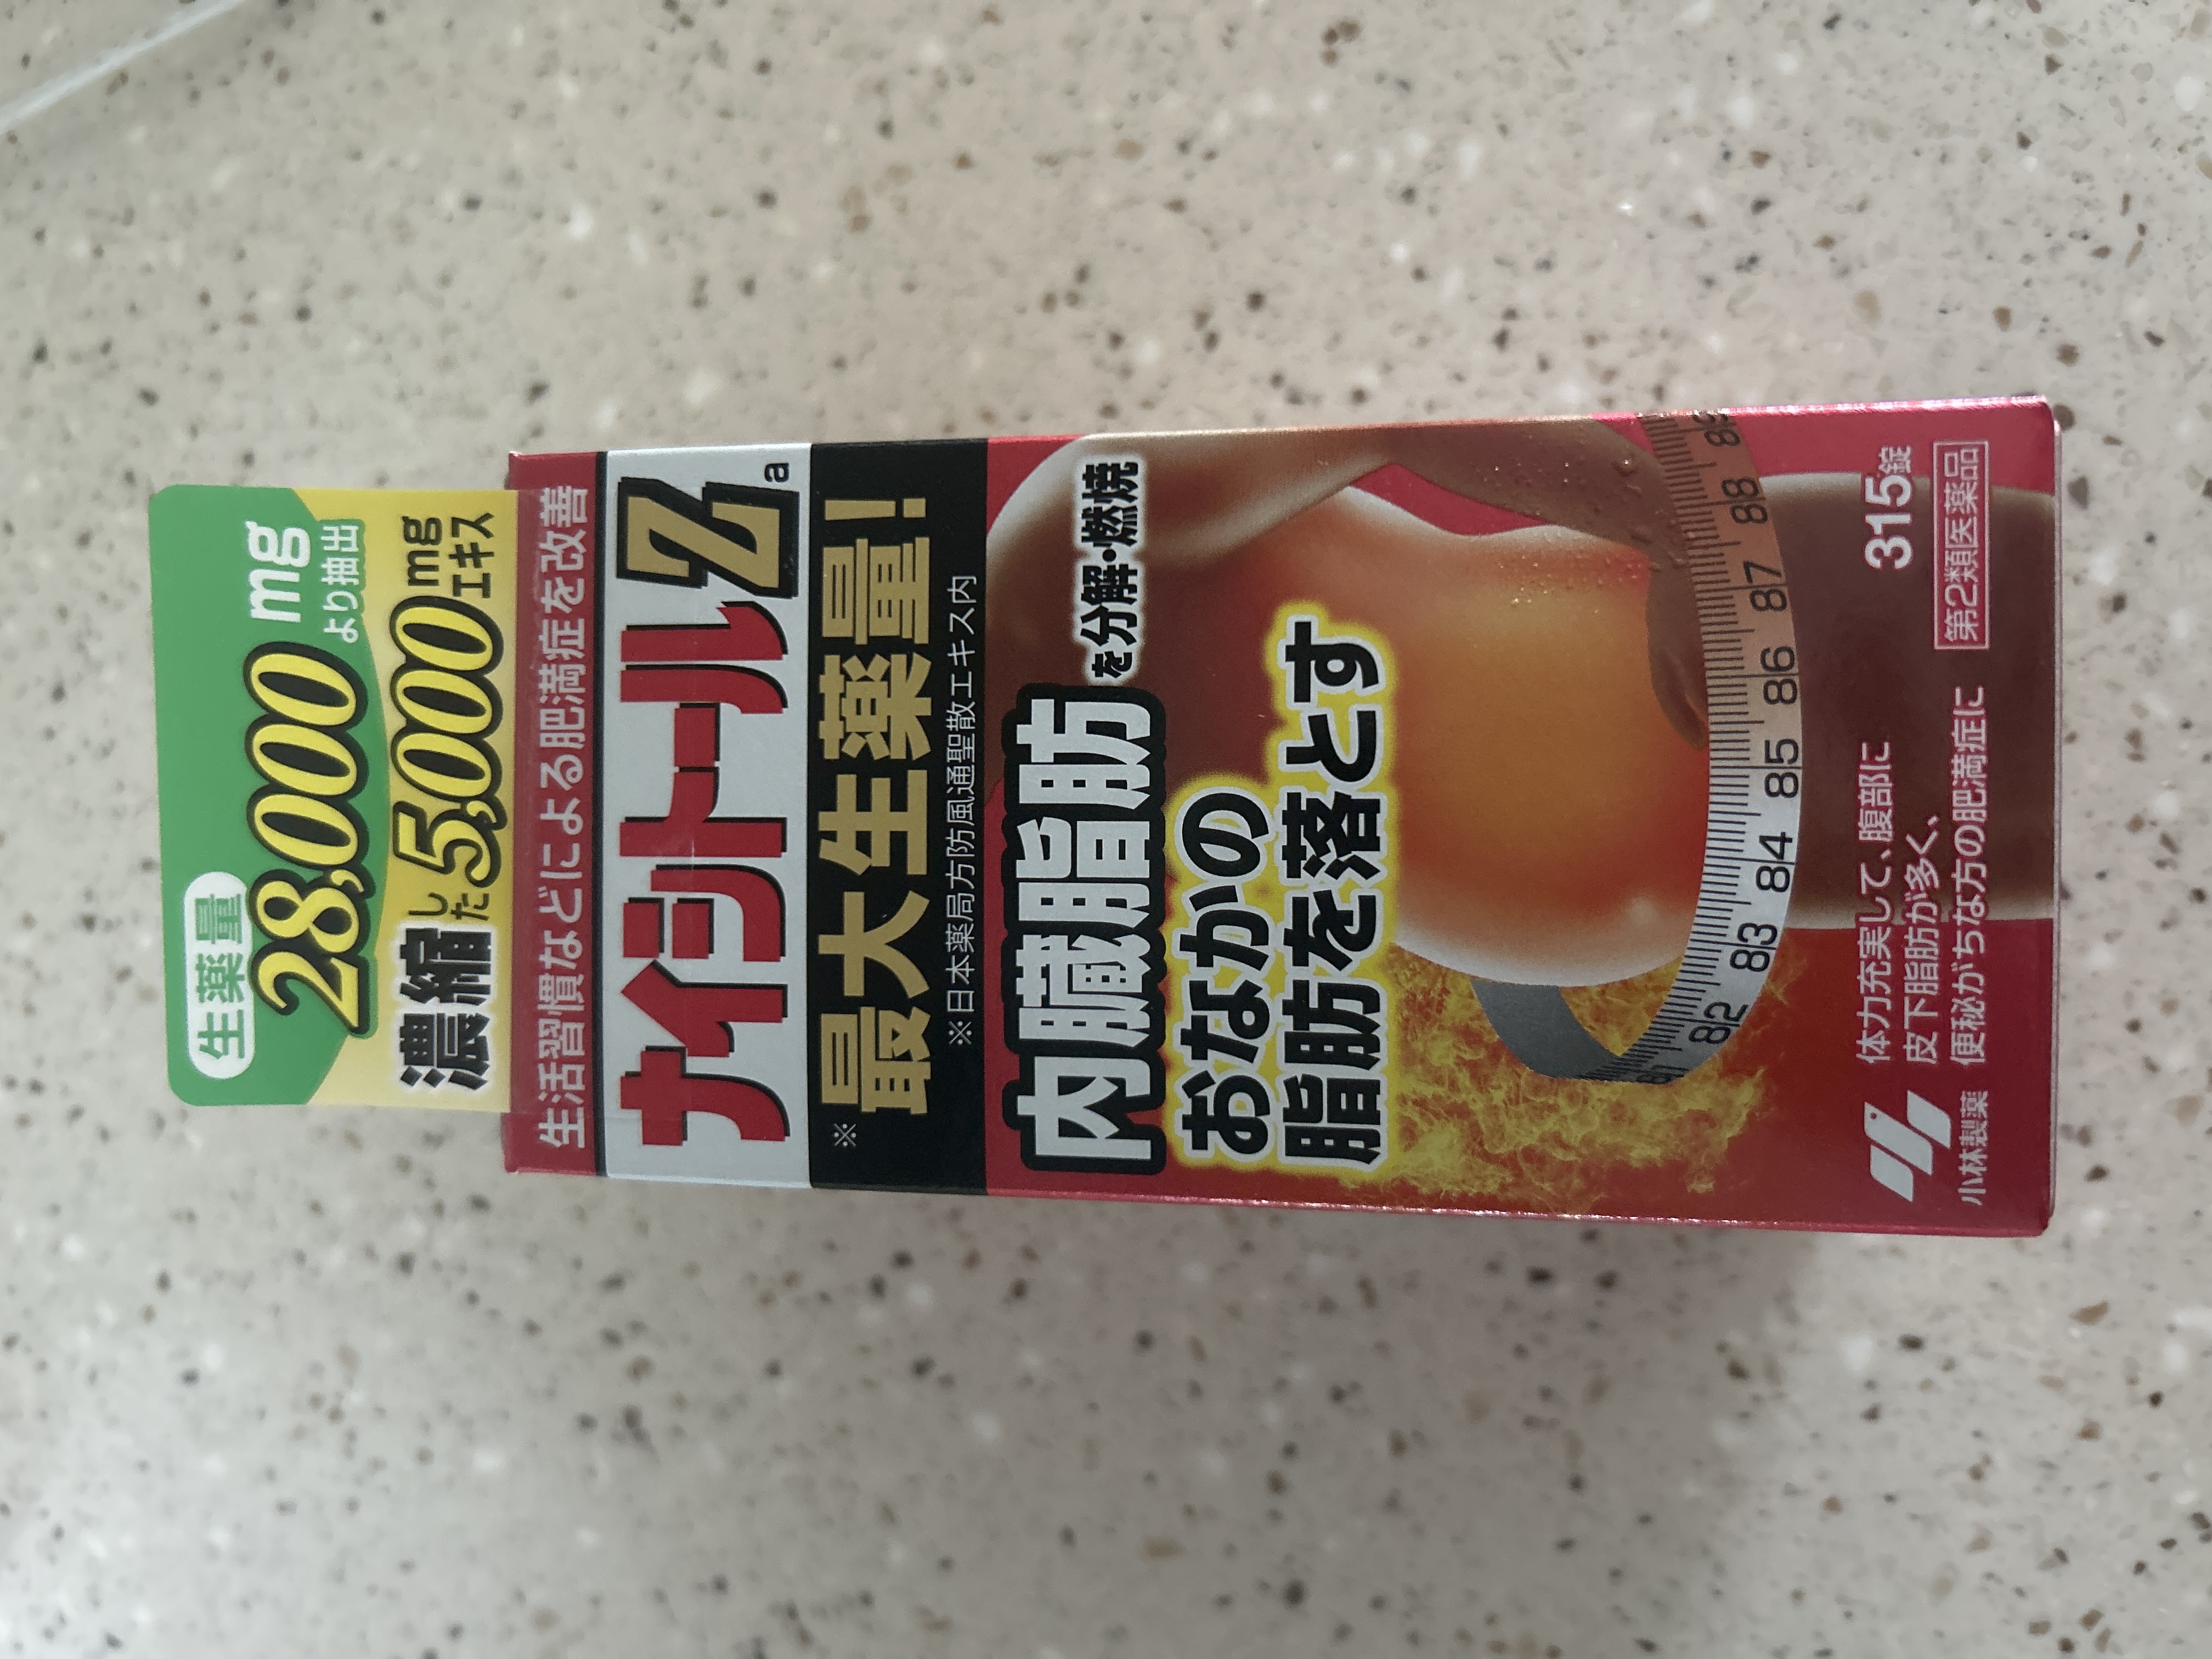 生薬量
28,000mg
より抽出
濃縮した5,000mg
エキス
生活習慣などによる肥満症を改善
ナイシトールZa
※最大生薬量!
※日本薬局方防風通聖散エキス内
内臓脂肪を分解・燃焼
おなかの
脂肪を落とす
82 83 84 85 86 87 88 89
体力充実して、腹部に
皮下脂肪が多く、
便秘がちな方の肥満症に
315錠
第2類医薬品
小林製薬